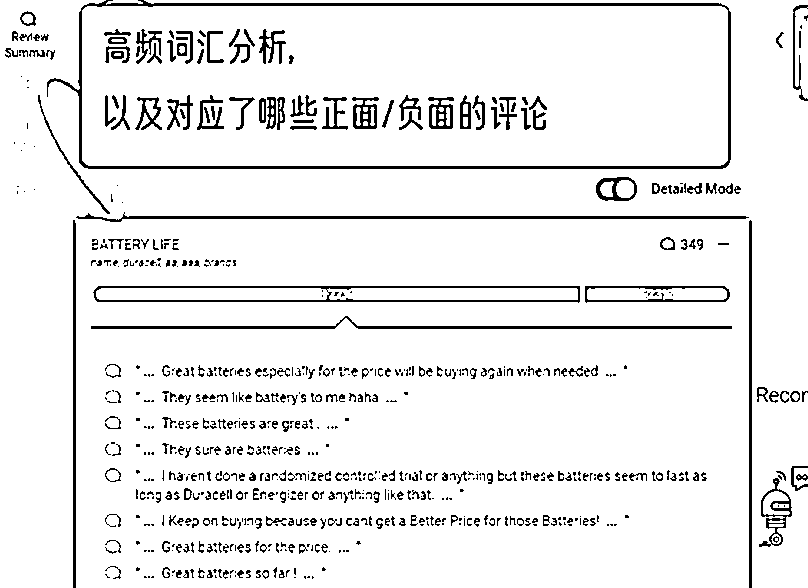 Review
Summary
高频词汇分析,
以及对应了哪些正面/负面的评论
Detailed Mode
BATTERY LIFE
349
name, duracell, aa, aaa, brands
"... Great batteries especially for the price will be buying again when needed ... "
"... They seem like battery's to me haha ... "
"... These batteries are great . ... "
"... They sure are batteries ... "
"... I haven't done a randomized controlled trial or anything but these batteries seem to last as
long as Duracell or Energizer or anything like that. ... "
Recor
"... I Keep on buying because you cant get a Better Price for those Batteries! ... "
"... Great batteries for the price. ... "
"... Great batteries so far ! ... "